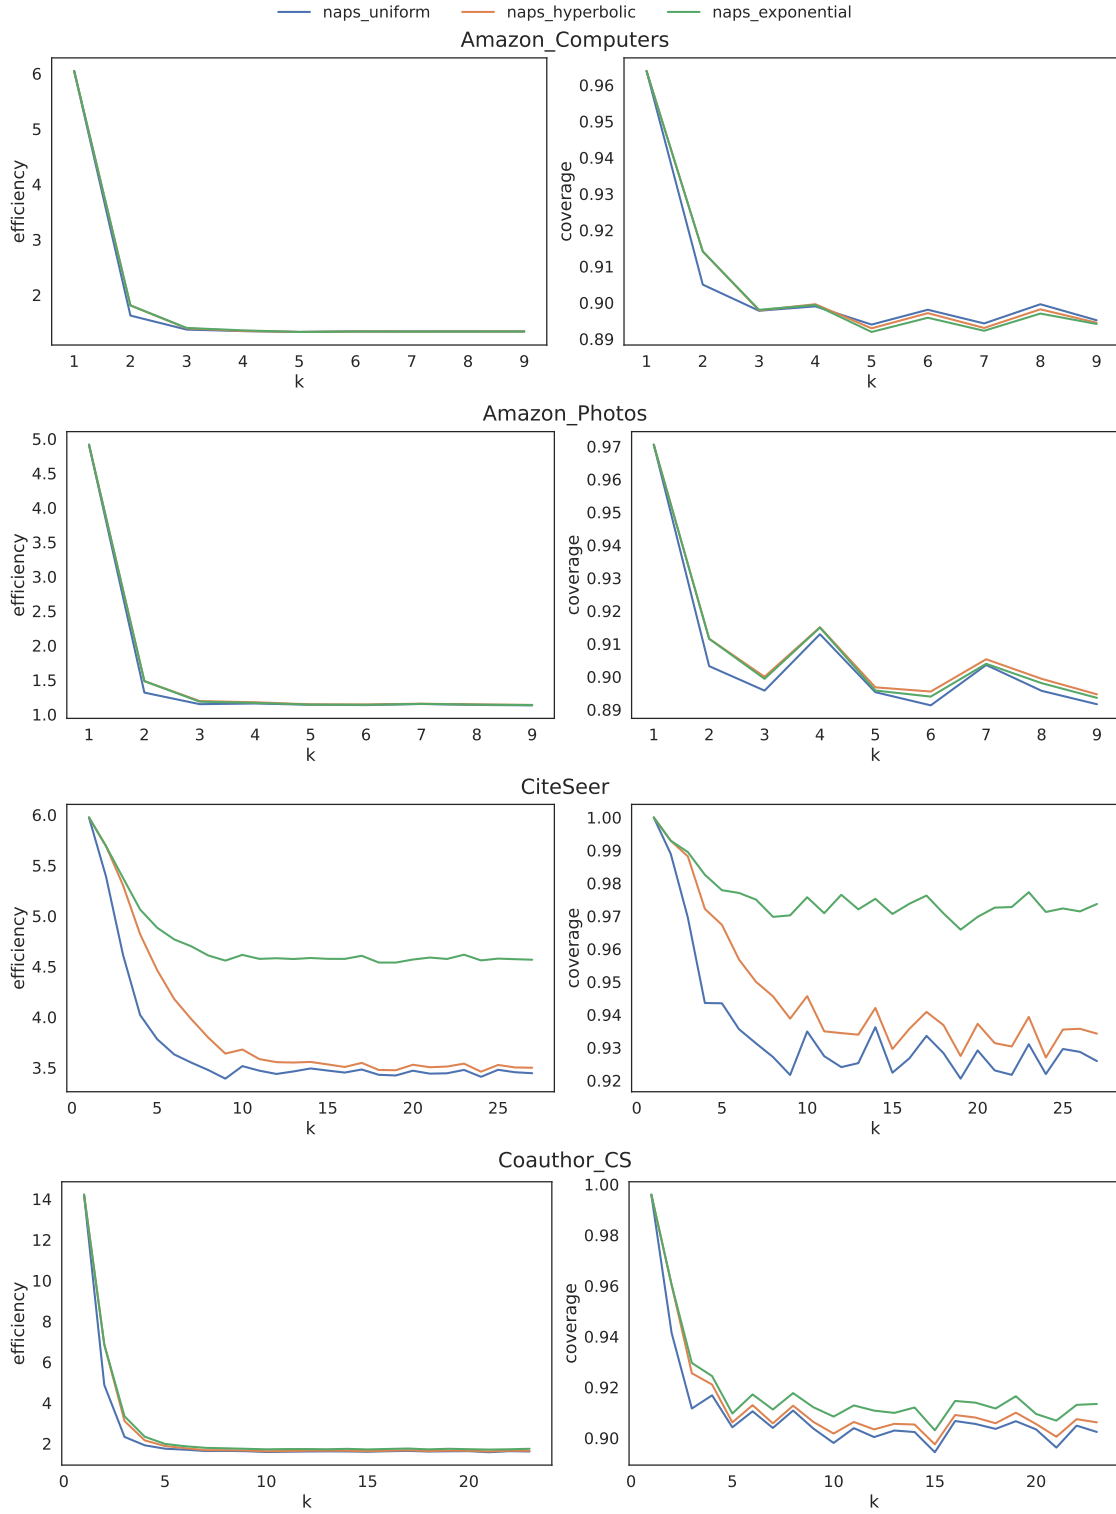 naps_uniform naps_hyperbolic naps_exponential
Amazon_Computers
6
5
4
3
2
efficiency
1 2 3 4 5 6 7 8 9
k
0.96
0.95
0.94
0.93
0.92
0.91
0.90
0.89
coverage
1 2 3 4 5 6 7 8 9
k
Amazon_Photos
5.0
4.5
4.0
3.5
3.0
2.5
2.0
1.5
1.0
efficiency
1 2 3 4 5 6 7 8 9
k
0.97
0.96
0.95
0.94
0.93
0.92
0.91
0.90
0.89
coverage
1 2 3 4 5 6 7 8 9
k
CiteSeer
6.0
5.5
5.0
4.5
4.0
3.5
efficiency
0 5 10 15 20 25
k
1.00
0.99
0.98
0.97
0.96
0.95
0.94
0.93
0.92
coverage
0 5 10 15 20 25
k
Coauthor_CS
14
12
10
8
6
4
2
efficiency
0 5 10 15 20
k
1.00
0.98
0.96
0.94
0.92
0.90
coverage
0 5 10 15 20
k